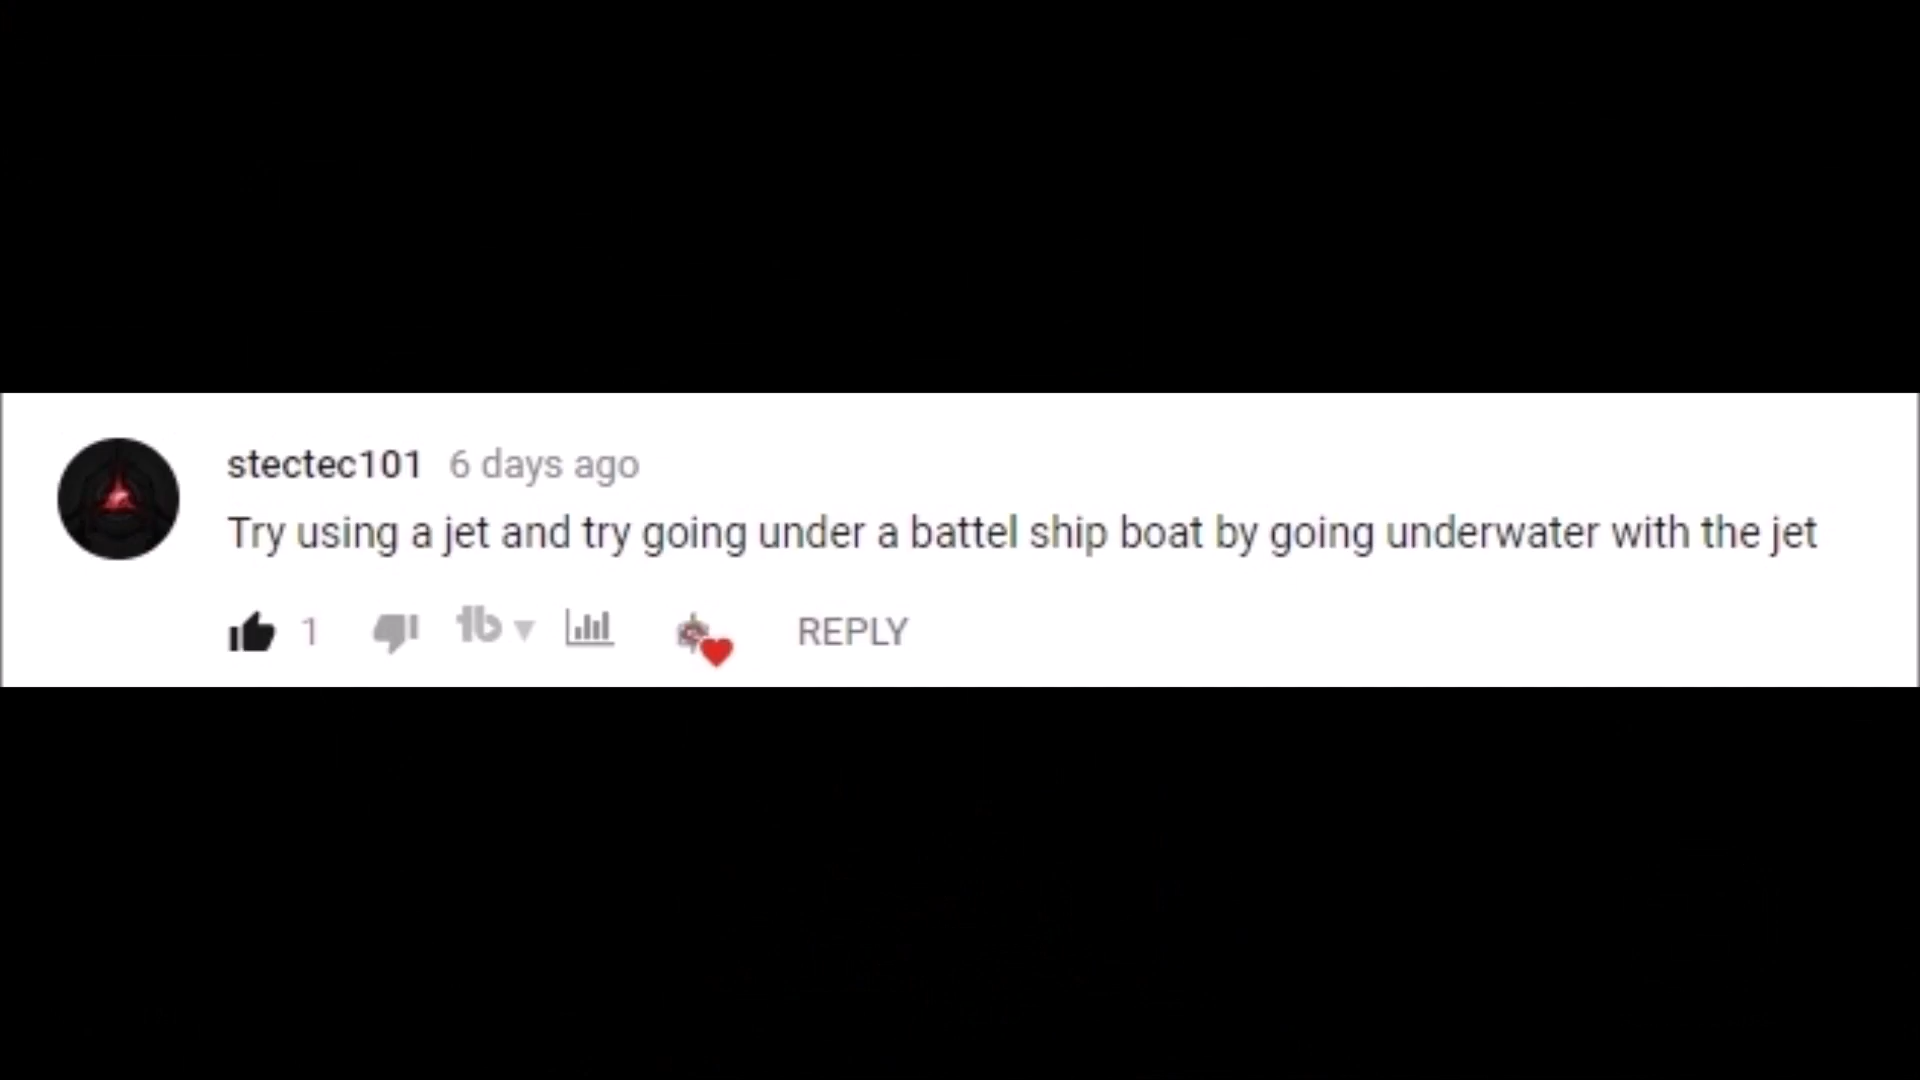 stectec101 6 days ago
Try using a jet and try going under a battel ship boat by going underwater with the jet
1 tb REPLY